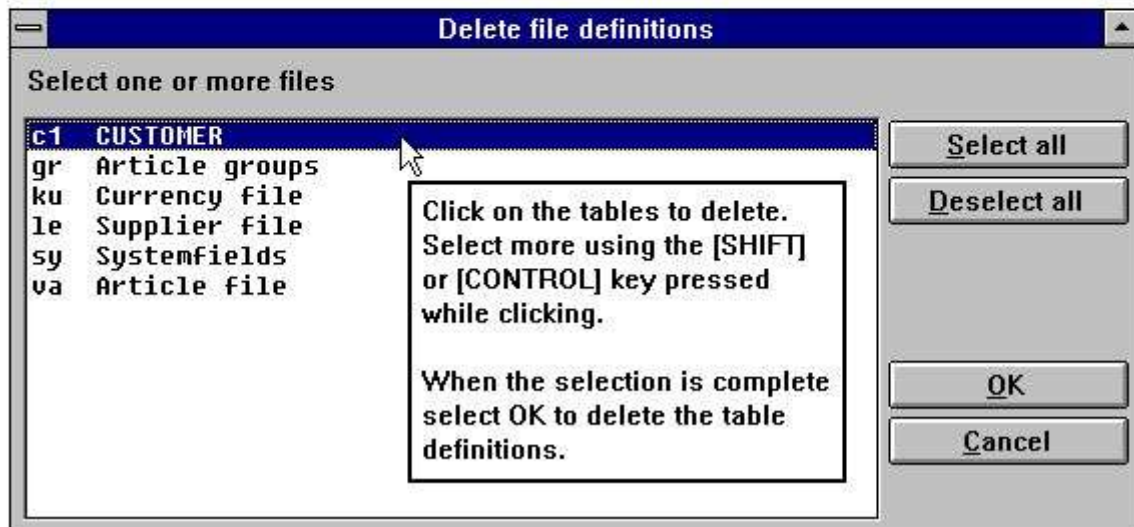 Delete file definitions
Select one or more files
c1 CUSTOMER
gr Article groups
ku Currency file
le Supplier file
sy Systemfields
va Article file
Click on the tables to delete.
Select more using the [SHIFT]
or [CONTROL] key pressed
while clicking.
When the selection is complete
select OK to delete the table
definitions.
Select all
Deselect all
OK
Cancel